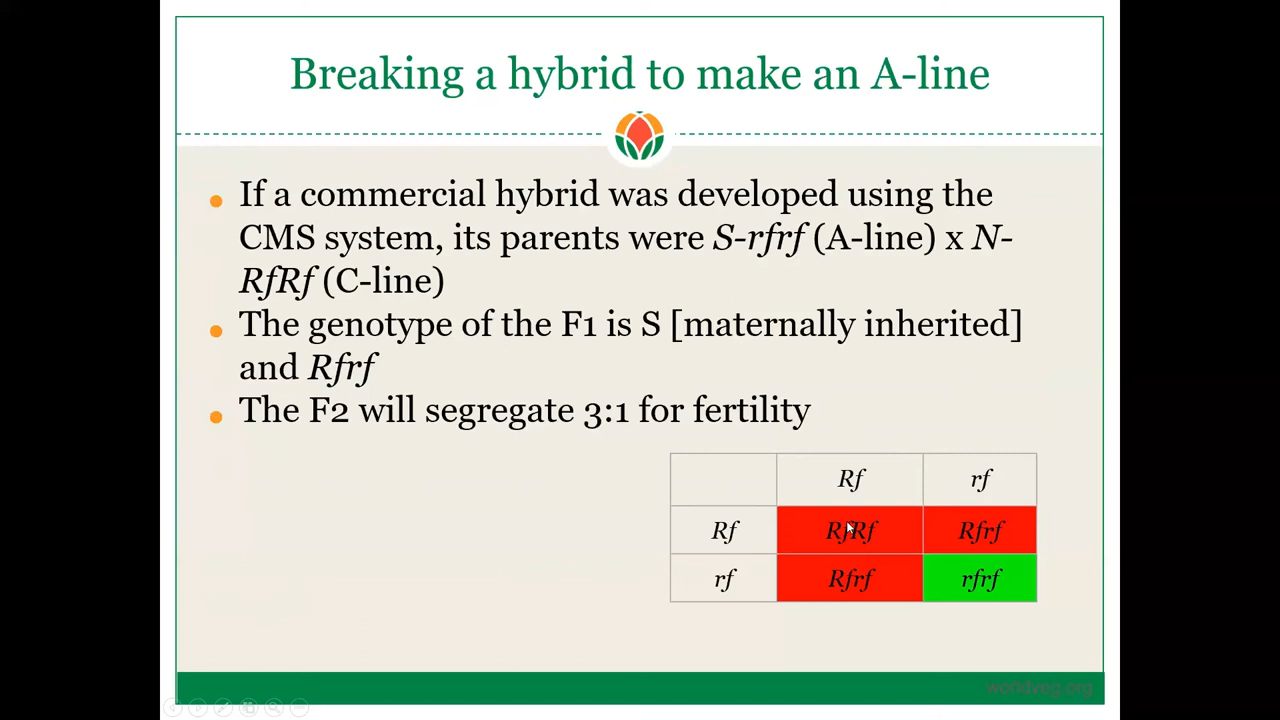 Breaking a hybrid to make an A-line
If a commercial hybrid was developed using the
CMS system, its parents were S-rfrf (A-line) x N-
RfRf (C-line)
The genotype of the F1 is S [maternally inherited]
and Rfrf
The F2 will segregate 3:1 for fertility
Rf rf
Rf RfRf Rfrf
rf Rfrf rfrf
worldveg.org